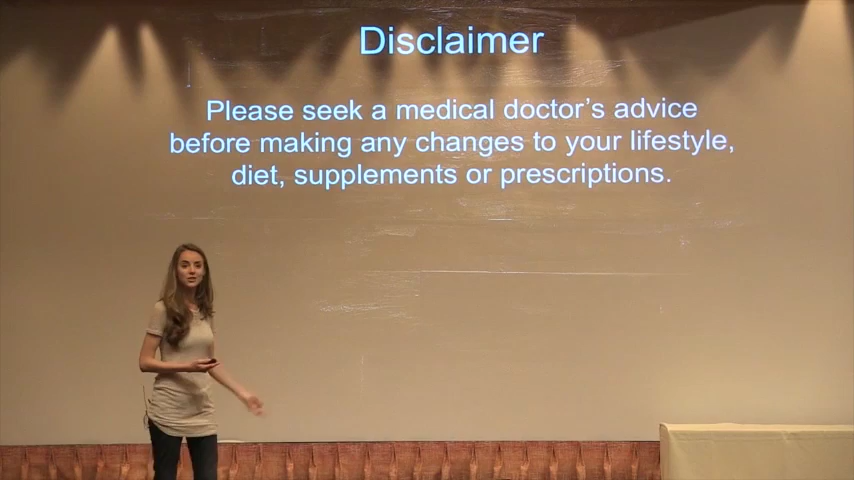 Disclaimer
Please seek a medical doctor’s advice
before making any changes to your lifestyle,
diet, supplements or prescriptions.